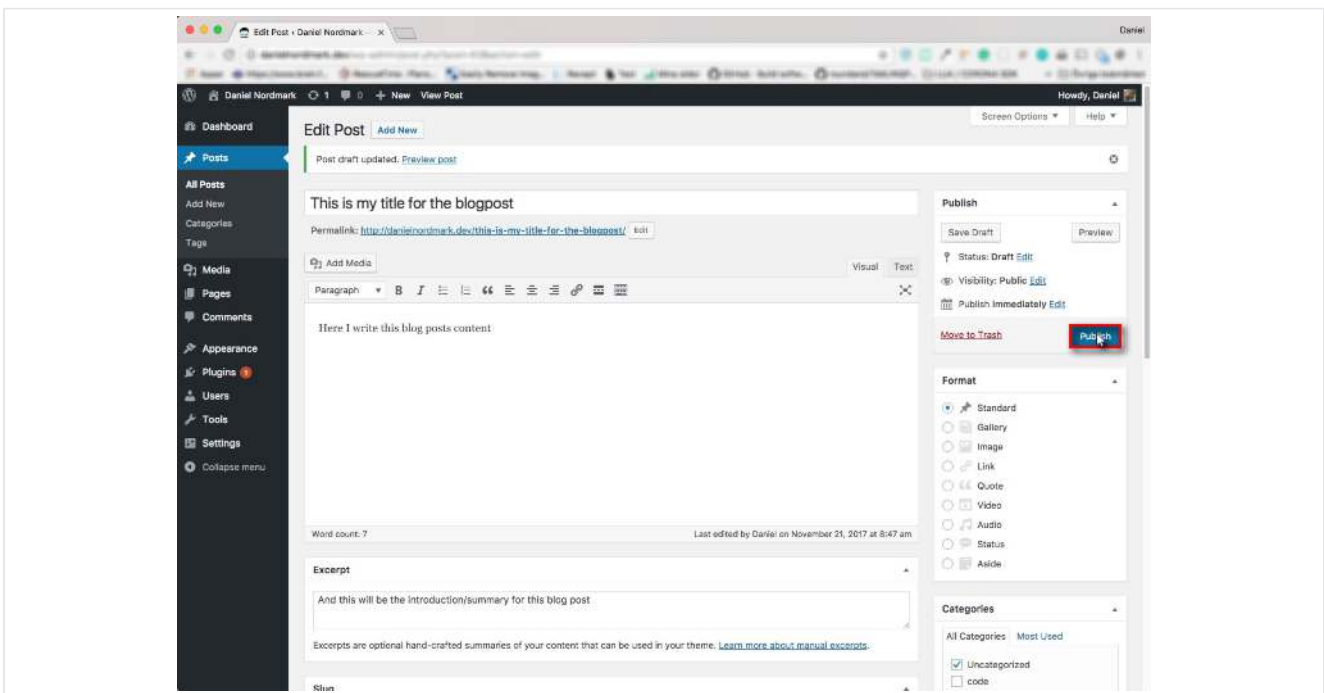 Edit Post ‹ Daniel Nordmark —
Daniel
Daniel Nordmark 1 0 + New View Post
Howdy, Daniel
Dashboard
Posts
All Posts
Add New
Categories
Tags
Media
Pages
Comments
Appearance
Plugins 1
Users
Tools
Settings
Collapse menu
Screen Options Help
Edit Post Add New
Post draft updated. Preview post
This is my title for the blogpost
Permalink: http://danielnordmark.dev/this-is-my-title-for-the-blogpost/ Edit
Add Media
Visual Text
Paragraph B I
Here I write this blog posts content
Word count: 7
Last edited by Daniel on November 21, 2017 at 8:47 am
Excerpt
And this will be the introduction/summary for this blog post
Excerpts are optional hand-crafted summaries of your content that can be used in your theme. Learn more about manual excerpts.
Slug
Publish
Save Draft Preview
Status: Draft Edit
Visibility: Public Edit
Publish immediately Edit
Move to Trash Publish
Format
Standard
Gallery
Image
Link
Quote
Video
Audio
Status
Aside
Categories
All Categories Most Used
Uncategorized
code